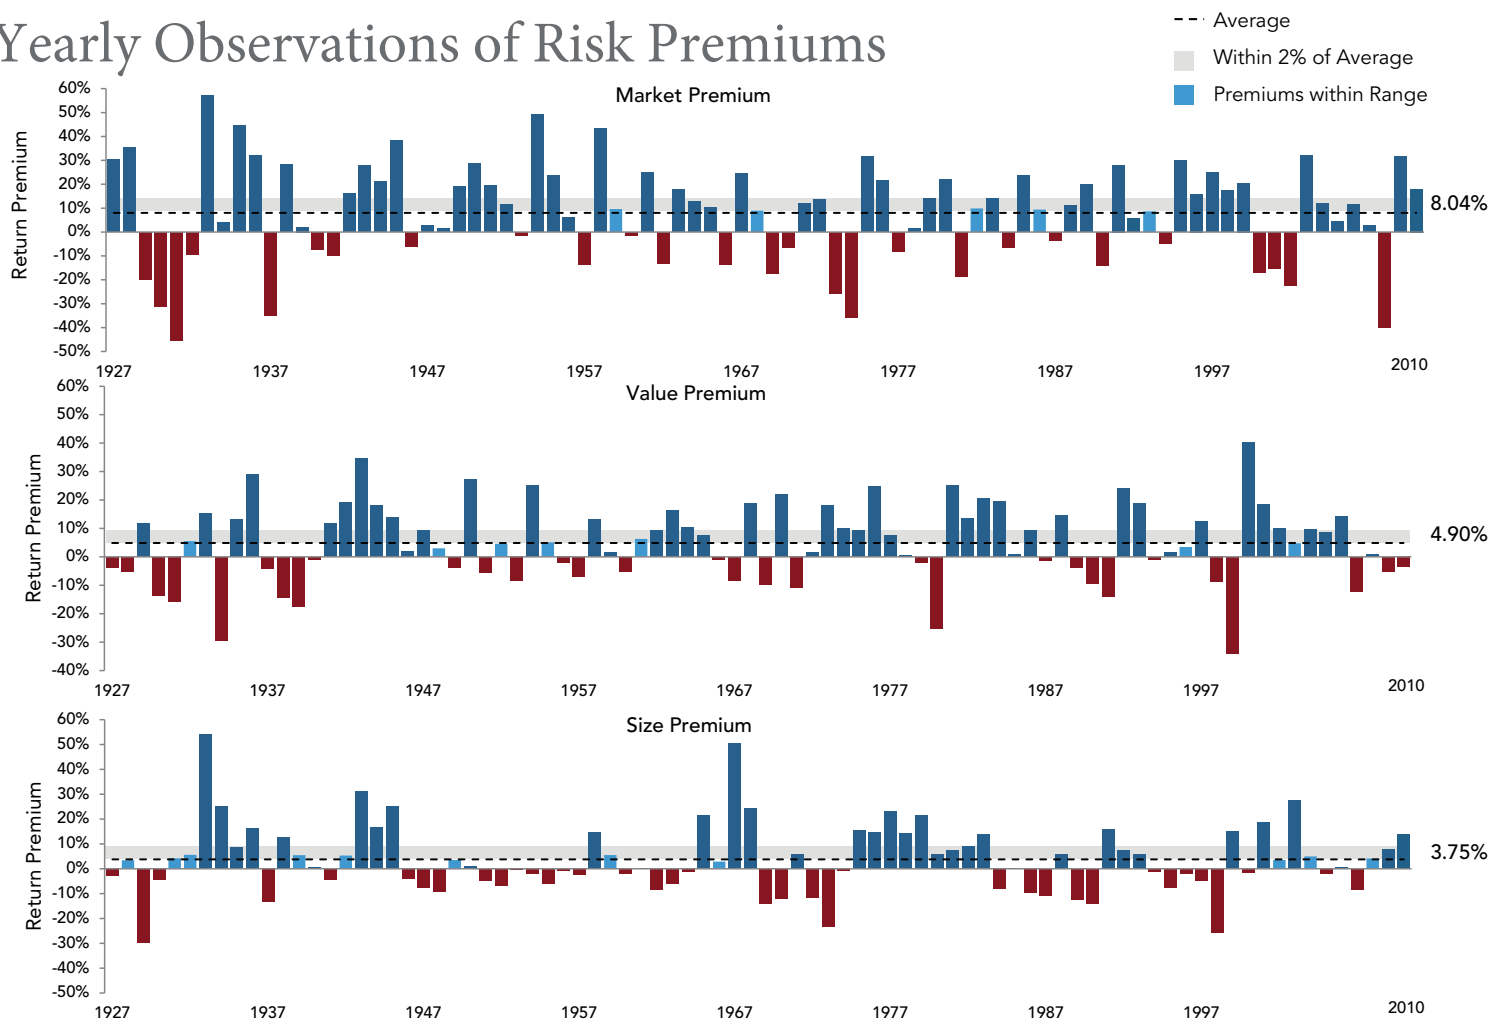 Yearly Observations of Risk Premiums
Average
Within 2% of Average
Premiums within Range
Market Premium
Return Premium
60%
50%
40%
30%
20%
10%
0%
-10%
-20%
-30%
-40%
-50%
8.04%
1927 1937 1947 1957 1967 1977 1987 1997 2010
Value Premium
Return Premium
60%
50%
40%
30%
20%
10%
0%
-10%
-20%
-30%
-40%
4.90%
1927 1937 1947 1957 1967 1977 1987 1997 2010
Size Premium
Return Premium
60%
50%
40%
30%
20%
10%
0%
-10%
-20%
-30%
-40%
-50%
3.75%
1927 1937 1947 1957 1967 1977 1987 1997 2010